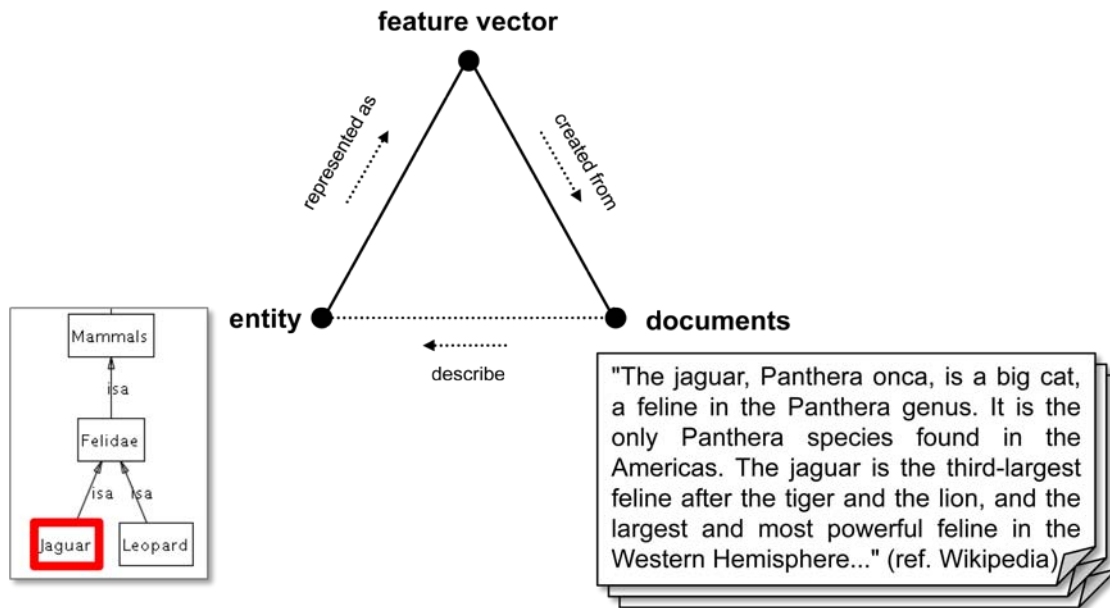 feature vector
represented as
created from
entity
documents
describe
Mammals
isa
Felidae
isa isa
Jaguar Leopard
"The jaguar, Panthera onca, is a big cat,
a feline in the Panthera genus. It is the
only Panthera species found in the
Americas. The jaguar is the third-largest
feline after the tiger and the lion, and the
largest and most powerful feline in the
Western Hemisphere..." (ref. Wikipedia)